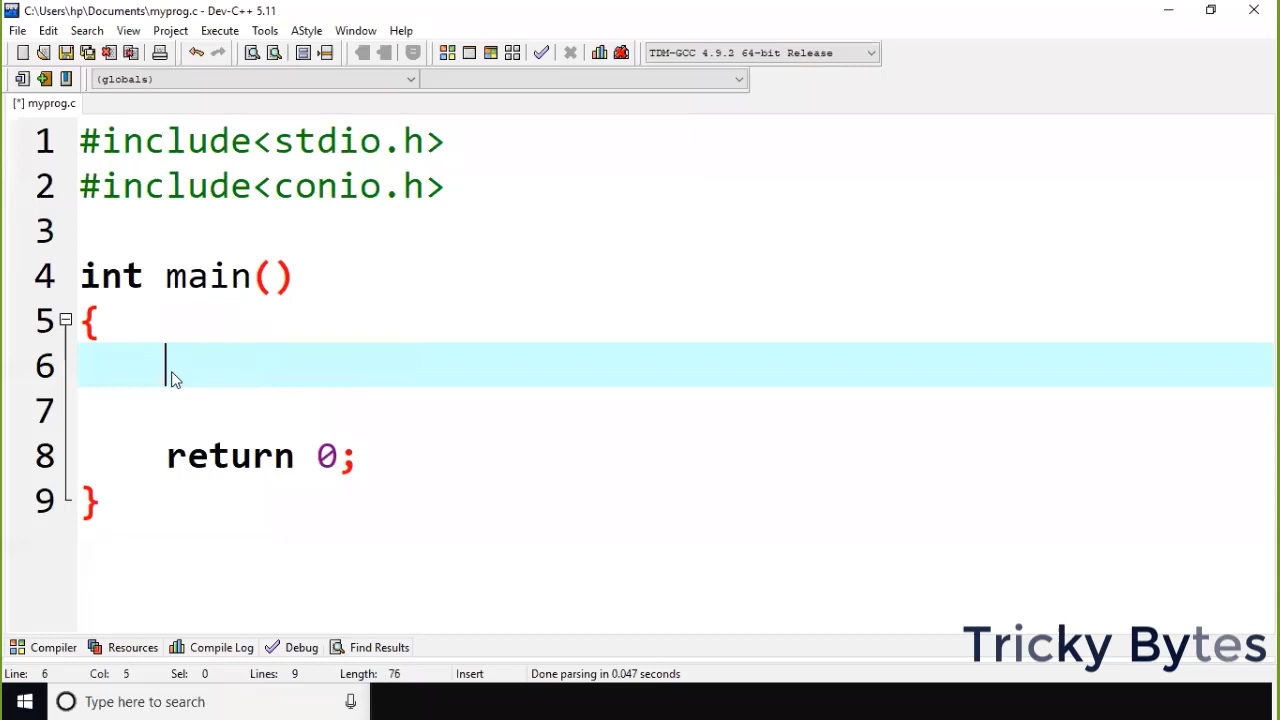 C:\Users\hp\Documents\myprog.c - Dev-C++ 5.11
File Edit Search View Project Execute Tools AStyle Window Help
TDM-GCC 4.9.2 64-bit Release
(globals)
[*] myprog.c
1 #include<stdio.h>
2 #include<conio.h>
3
4 int main()
5 {
6
7
8 return 0;
9 }
Compiler Resources Compile Log Debug Find Results
Tricky Bytes
Line: 6 Col: 5 Sel: 0 Lines: 9 Length: 76 Insert Done parsing in 0.047 seconds
Type here to search